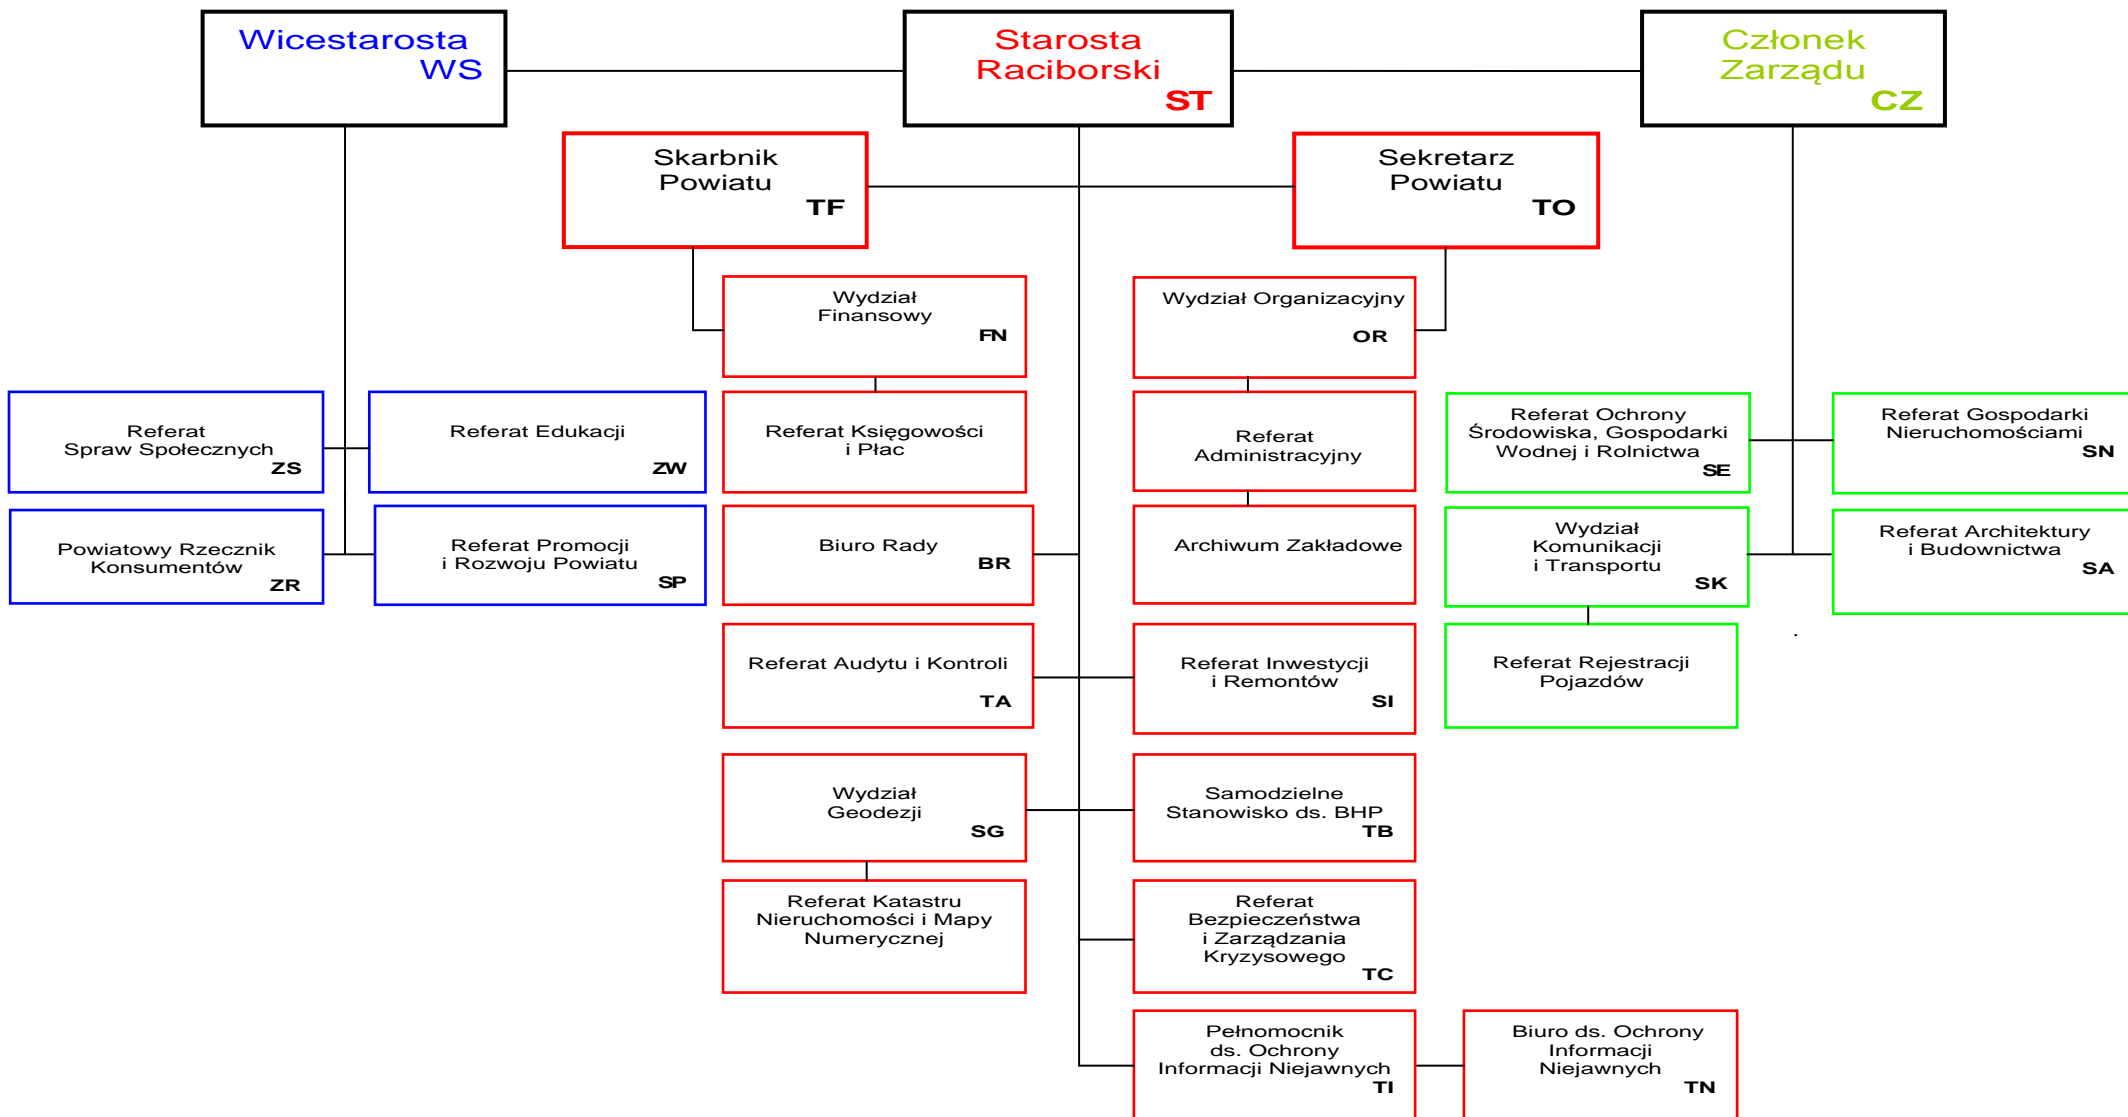 Wicestarosta
WS
Starosta
Raciborski
ST
Członek
Zarządu
CZ
Skarbnik
Powiatu
TF
Sekretarz
Powiatu
TO
Wydział
Finansowy
FN
Wydział Organizacyjny
OR
Referat
Spraw Społecznych
ZS
Referat Edukacji
ZW
Referat Księgowości
i Płac
Referat
Administracyjny
Referat Ochrony
Środowiska, Gospodarki
Wodnej i Rolnictwa
SE
Referat Gospodarki
Nieruchomościami
SN
Powiatowy Rzecznik
Konsumentów
ZR
Referat Promocji
i Rozwoju Powiatu
SP
Biuro Rady
BR
Archiwum Zakładowe
Wydział
Komunikacji
i Transportu
SK
Referat Architektury
i Budownictwa
SA
Referat Audytu i Kontroli
TA
Referat Inwestycji
i Remontów
SI
Referat Rejestracji
Pojazdów
Wydział
Geodezji
SG
Samodzielne
Stanowisko ds. BHP
TB
Referat Katastru
Nieruchomości i Mapy
Numerycznej
Referat
Bezpieczeństwa
i Zarządzania
Kryzysowego
TC
Pełnomocnik
ds. Ochrony
Informacji Niejawnych
TI
Biuro ds. Ochrony
Informacji
Niejawnych
TN